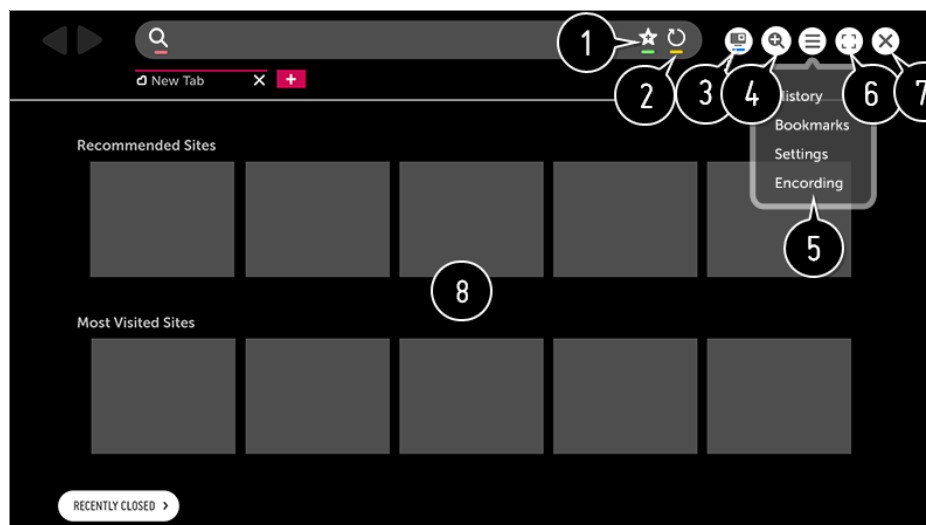 1
New Tab
2
3
4
6
7
History
Bookmarks
Settings
Encording
5
Recommended Sites
8
Most Visited Sites
RECENTLY CLOSED